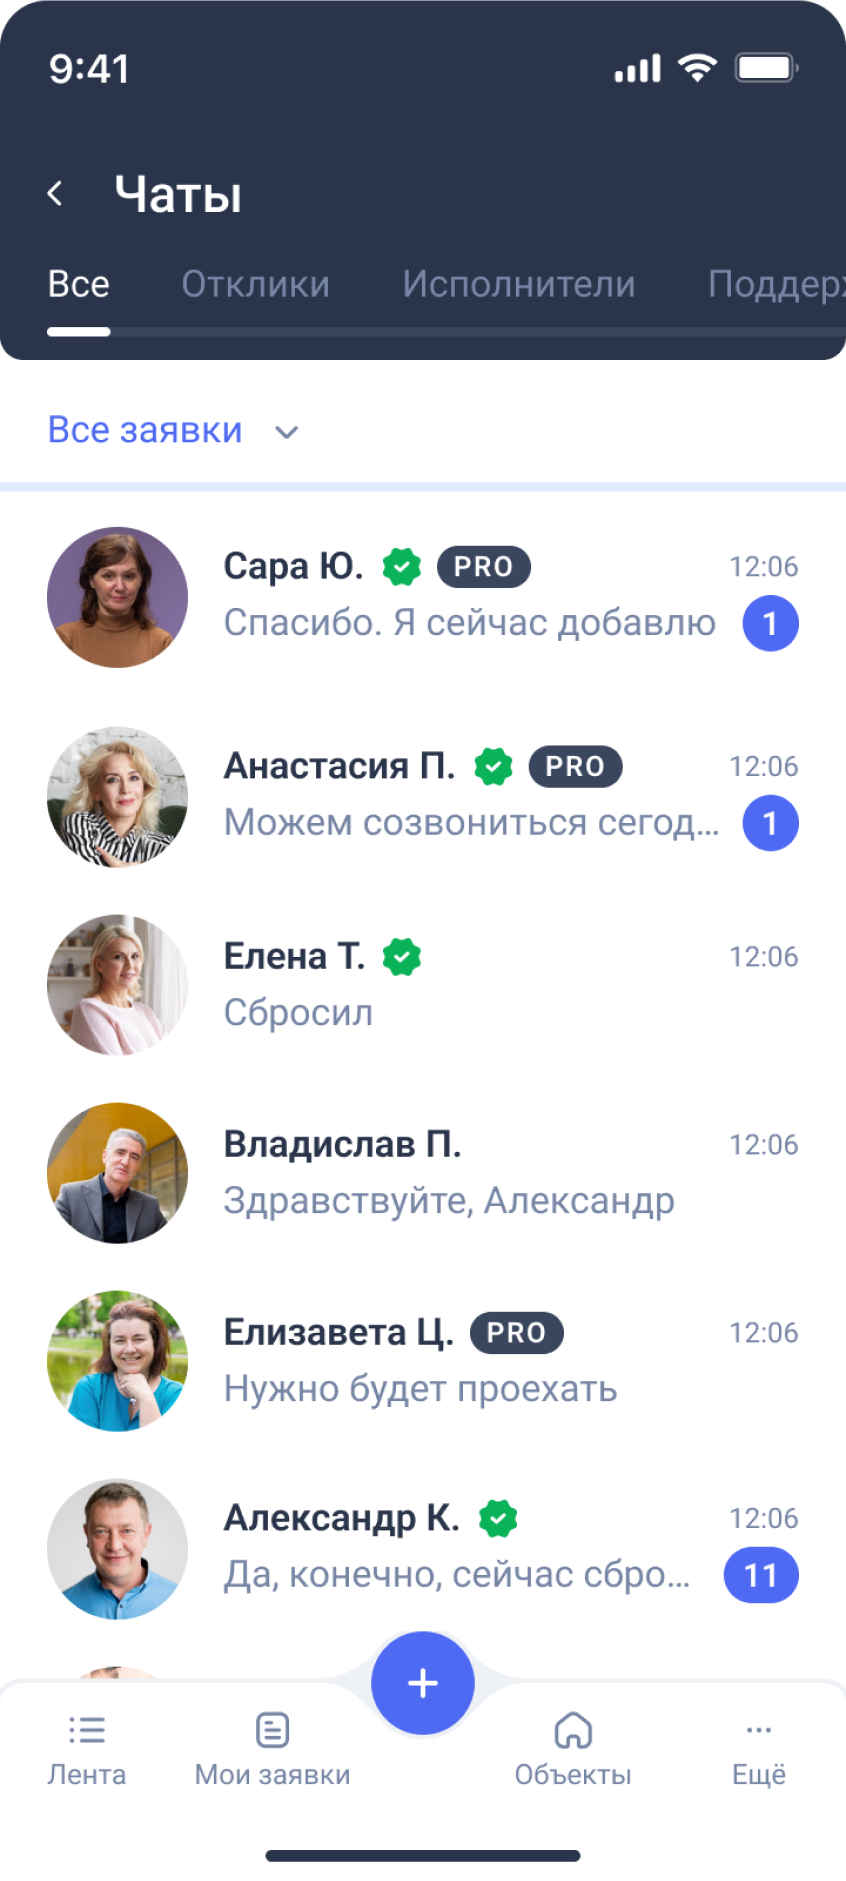 9:41
Чаты
Все Отклики Исполнители Поддерж
Все заявки
Сара Ю. PRO 12:06
Спасибо. Я сейчас добавлю 1
Анастасия П. PRO 12:06
Можем созвониться сегод... 1
Елена Т. 12:06
Сбросил
Владислав П. 12:06
Здравствуйте, Александр
Елизавета Ц. PRO 12:06
Нужно будет проехать
Александр К. 12:06
Да, конечно, сейчас сбро... 11
Лента Мои заявки Объекты Ещё